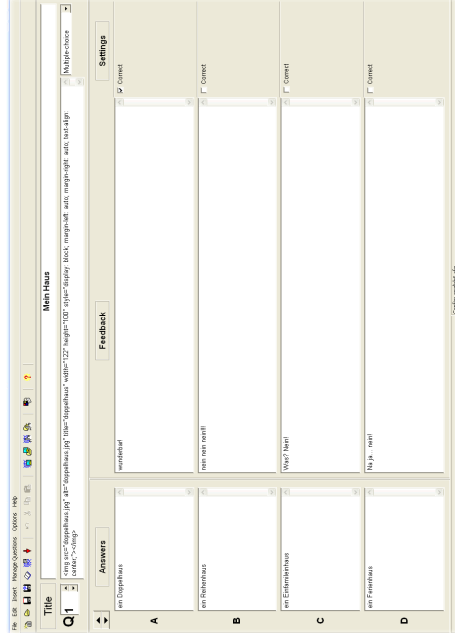 File Edit Insert Manage Questions Options Help
Title
Mein Haus
Q 1
<img src="doppelhaus.jpg" alt="doppelhaus.jpg" title="doppelhaus" width="122" height="100" style="display: block; margin-left: auto; margin-right: auto; text-align:
center;"></img>
Multiple-choice
Answers
Feedback
Settings
A
ein Doppelhaus
wunderbar!
Correct
B
ein Reihenhaus
nein nein nein!!
Correct
C
ein Einfamilienhaus
Was? Nein!
Correct
D
ein Ferienhaus
Na ja... nein!
Correct